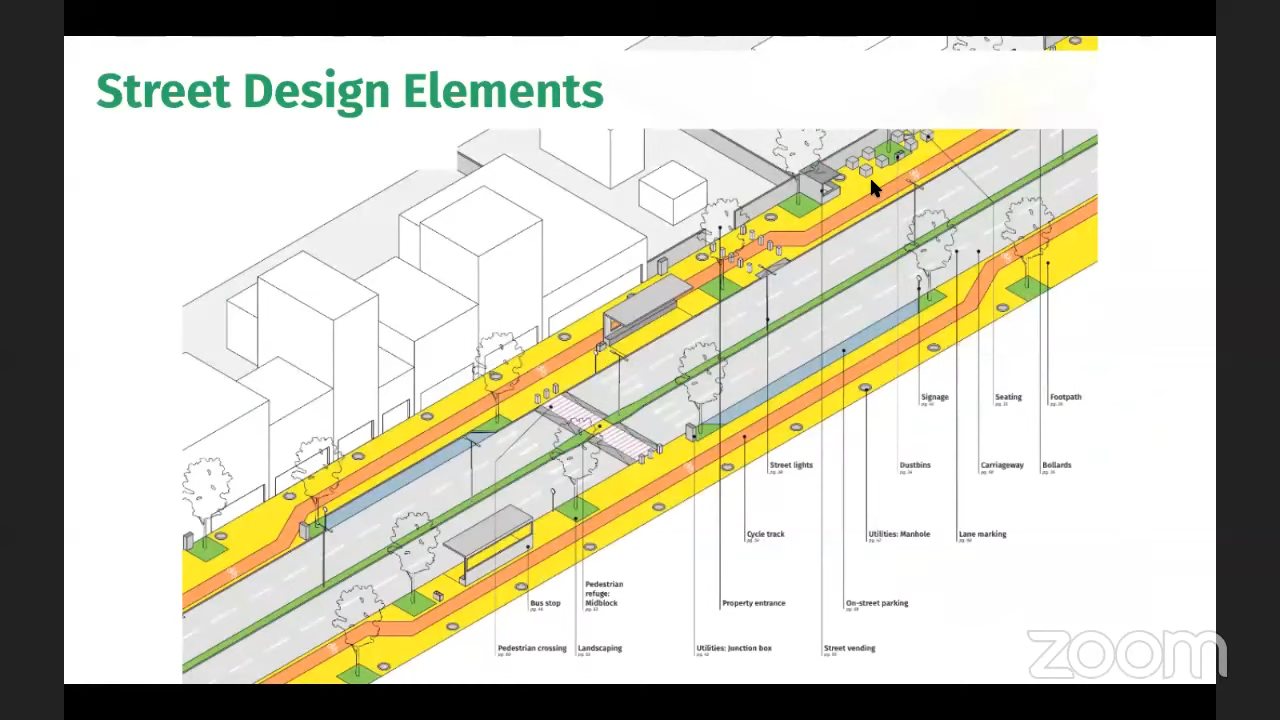 Street Design Elements
Signage
Seating
Footpath
Street lights
Dustbins
Carriageway
Bollards
Cycle track
Utilities: Manhole
Lane marking
Pedestrian
refuge:
Midblock
Bus stop
Property entrance
On-street parking
Pedestrian crossing
Landscaping
Utilities: Junction box
Street vending
zoom